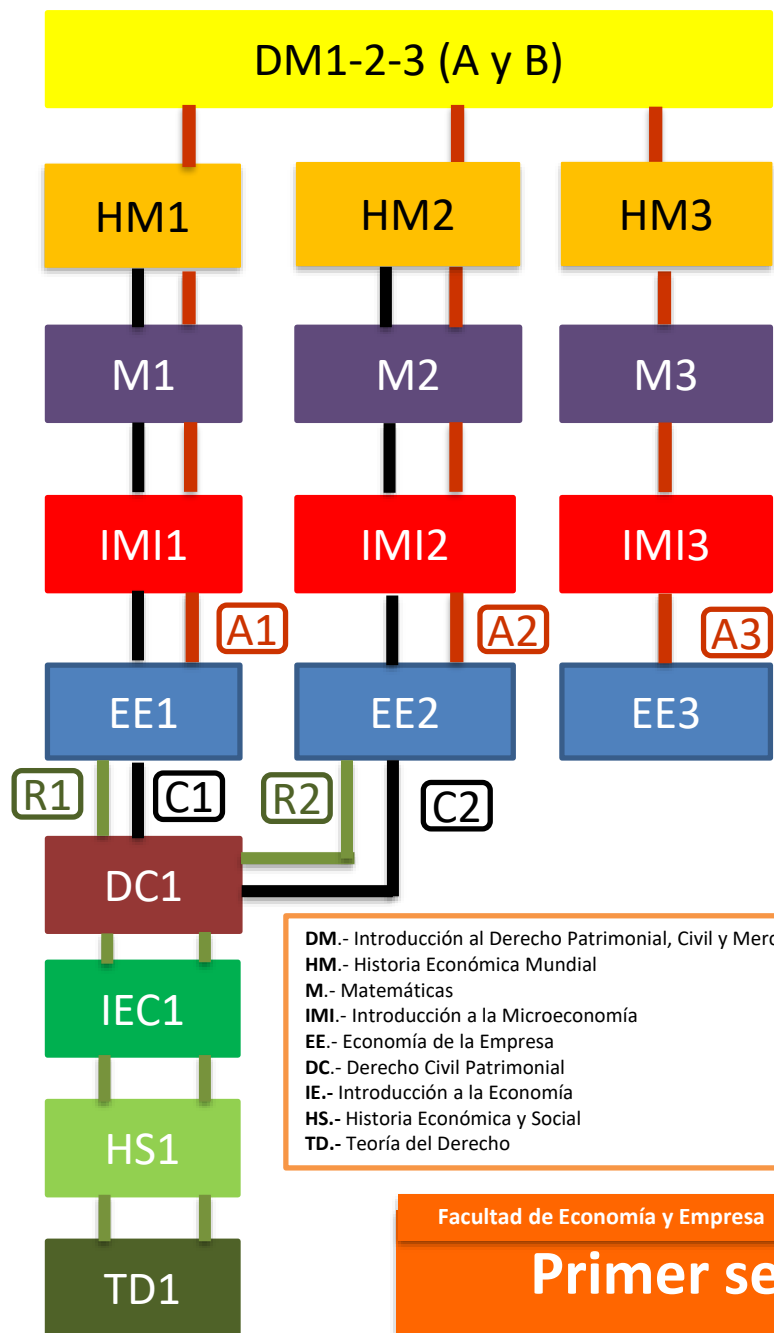 DM1-2-3 (A y B)
HM1 HM2 HM3
M1 M2 M3
IMI1 IMI2 IMI3
A1 A2 A3
EE1 EE2 EE3
R1 C1 R2 C2
DC1
DM.- Introducción al Derecho Patrimonial, Civil y Merc
HM.- Historia Económica Mundial
M.- Matemáticas
IMI.- Introducción a la Microeconomía
EE.- Economía de la Empresa
DC.- Derecho Civil Patrimonial
IE.- Introducción a la Economía
HS.- Historia Económica y Social
TD.- Teoría del Derecho
IEC1
HS1
TD1
Facultad de Economía y Empresa
Primer se